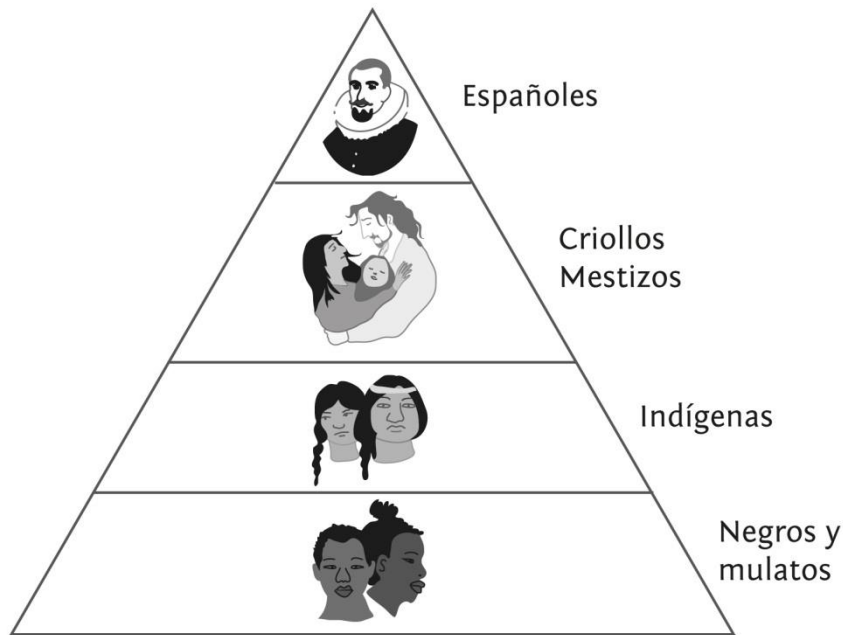 Españoles
Criollos
Mestizos
Indígenas
Negros y
mulatos